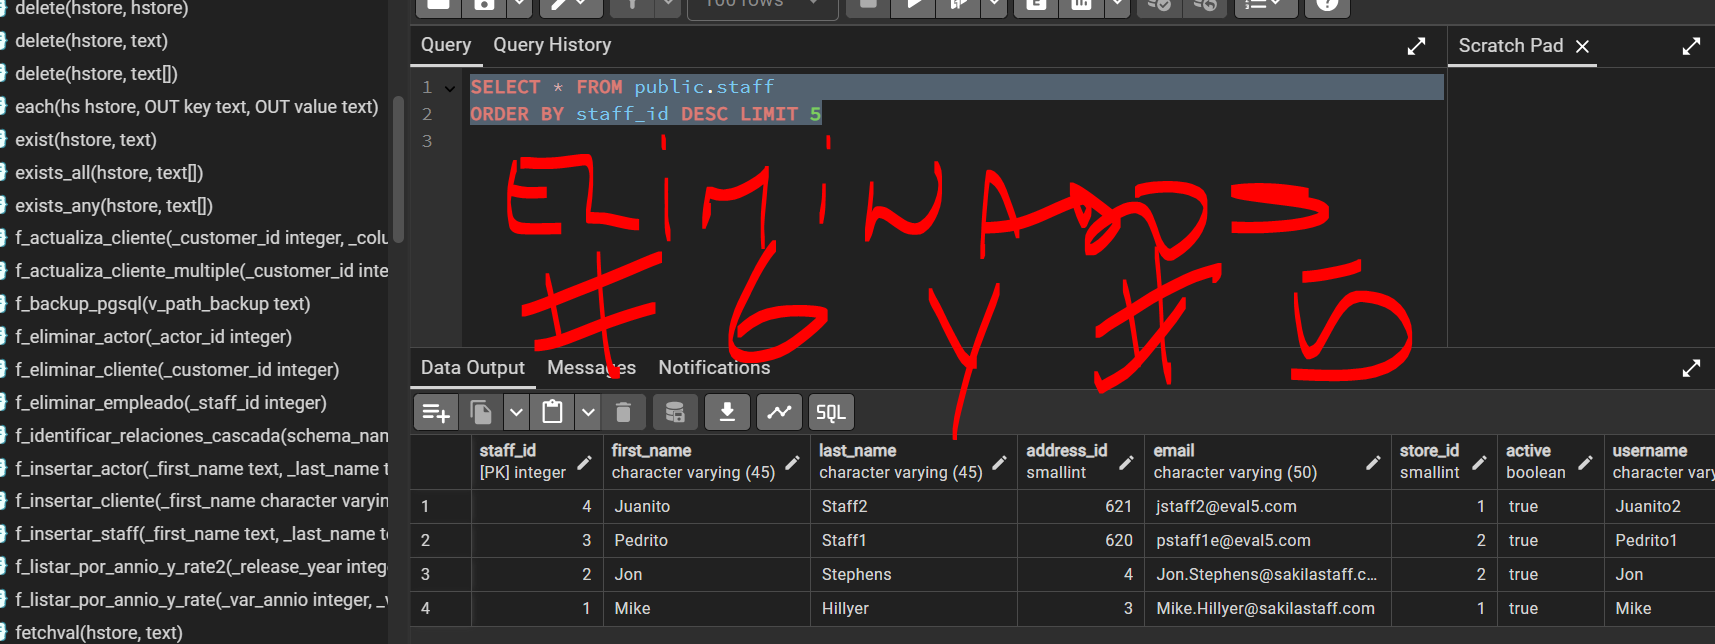 delete(hstore, hstore)
delete(hstore, text)
delete(hstore, text[])
each(hs hstore, OUT key text, OUT value text)
exist(hstore, text)
exists_all(hstore, text[])
exists_any(hstore, text[])
f_actualiza_cliente(_customer_id integer, _colu
f_actualiza_cliente_multiple(_customer_id inte
f_backup_pgsql(v_path_backup text)
f_eliminar_actor(_actor_id integer)
f_eliminar_cliente(_customer_id integer)
f_eliminar_empleado(_staff_id integer)
f_identificar_relaciones_cascada(schema_nan
f_insertar_actor(_first_name text, _last_name t
f_insertar_cliente(_first_name character varyin
f_insertar_staff(_first_name text, _last_name t
f_listar_por_annio_y_rate2(_release_year integ
f_listar_por_annio_y_rate(_var_annio integer, _v
fetchval(hstore, text)
100 rows
Query Query History
Scratch Pad
1 SELECT * FROM public.staff
2 ORDER BY staff_id DESC LIMIT 5
3
# 6 y # 5
Data Output Messages Notifications
SQL
staff_id first_name last_name address_id email store_id active username
[PK] integer character varying (45) character varying (45) smallint character varying (50) smallint boolean character vary
1 4 Juanito Staff2 621 jstaff2@eval5.com 1 true Juanito2
2 3 Pedrito Staff1 620 pstaff1e@eval5.com 2 true Pedrito1
3 2 Jon Stephens 4 Jon.Stephens@sakilastaff.c... 2 true Jon
4 1 Mike Hillyer 3 Mike.Hillyer@sakilastaff.com 1 true Mike